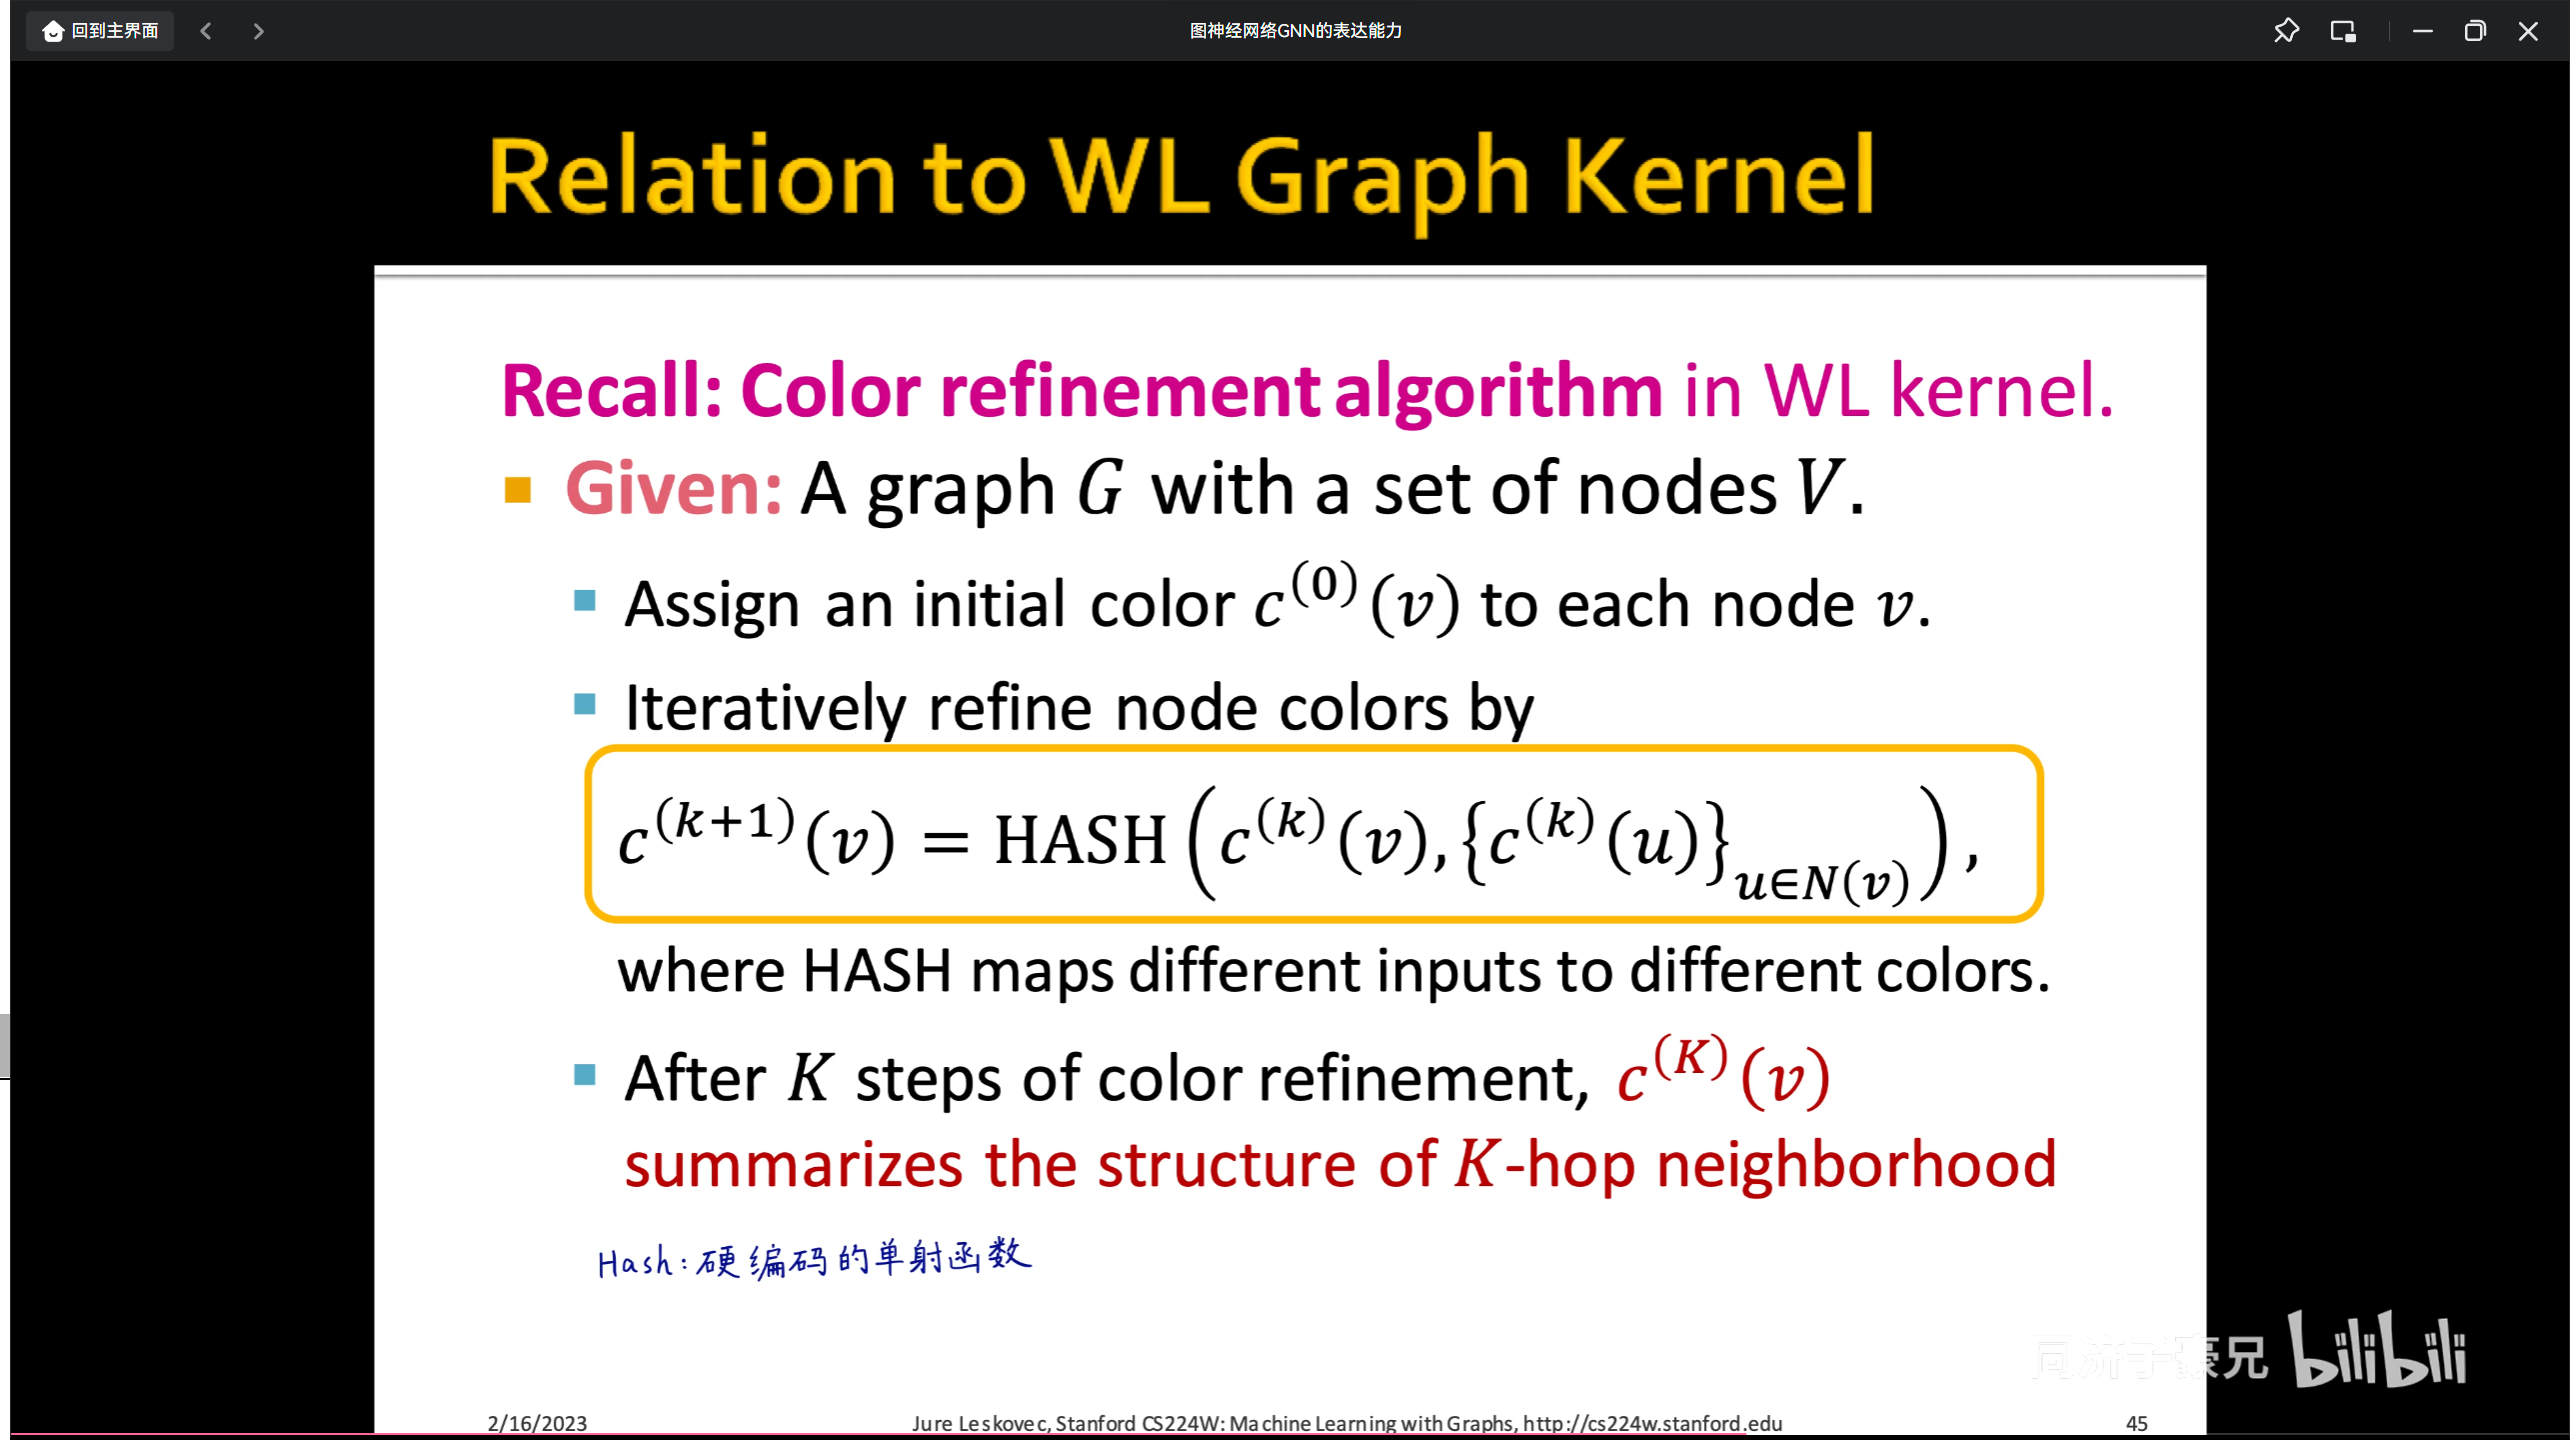 回到主界面
图神经网络GNN的表达能力
Relation to WL Graph Kernel
Recall: Color refinement algorithm in WL kernel.
Given: A graph G with a set of nodes V.
Assign an initial color c^(0)(v) to each node v.
Iteratively refine node colors by
c^(k+1)(v) = HASH(c^(k)(v), {c^(k)(u)}_{u∈N(v)}),
where HASH maps different inputs to different colors.
After K steps of color refinement, c^(K)(v)
summarizes the structure of K-hop neighborhood
Hash:硬编码的单射函数
同济子豪兄 bilibili
2/16/2023
Jure Leskovec, Stanford CS224W: Machine Learning with Graphs, http://cs224w.stanford.edu
45